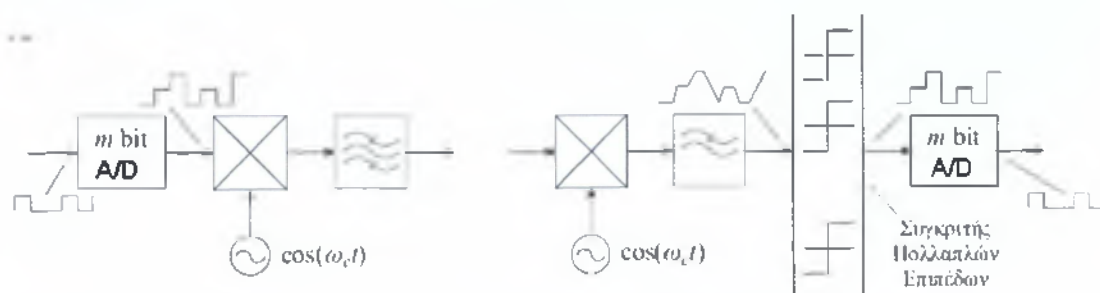 m bit
A/D
cos(ω_c t)
cos(ω_c t)
m bit
A/D
Συγκριτής
Πολλαπλών
Επιπέδων